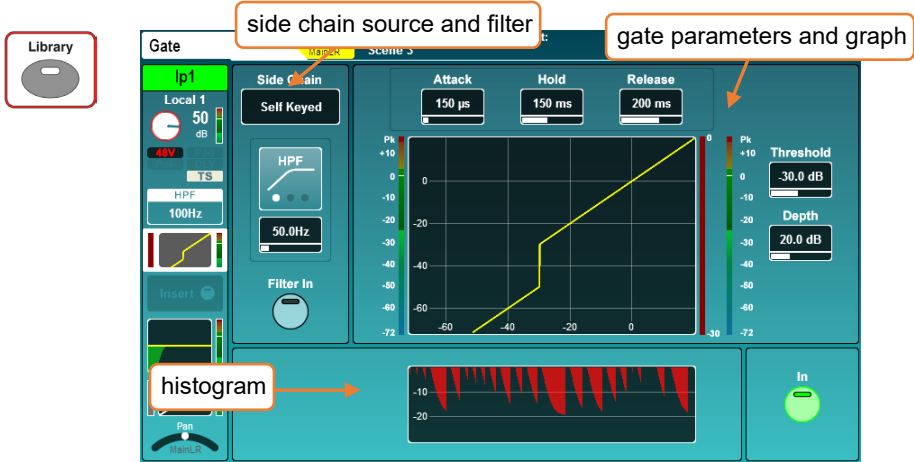 Library
side chain source and filter
gate parameters and graph
histogram
Gate
MainLR
Scene 3
t:
Ip1
Local 1
50
dB
48V
TS
HPF
100Hz
Insert
Pan
MainLR
Side Chain
Self Keyed
HPF
50.0Hz
Filter In
Attack
150 µs
Hold
150 ms
Release
200 ms
Pk
+10
0
-10
-20
-30
-40
-50
-60
-72
0
-20
-40
-60
-60
-40
-20
0
0
-30
Pk
+10
0
-10
-20
-30
-40
-50
-60
-72
Threshold
-30.0 dB
Depth
20.0 dB
-10
-20
In